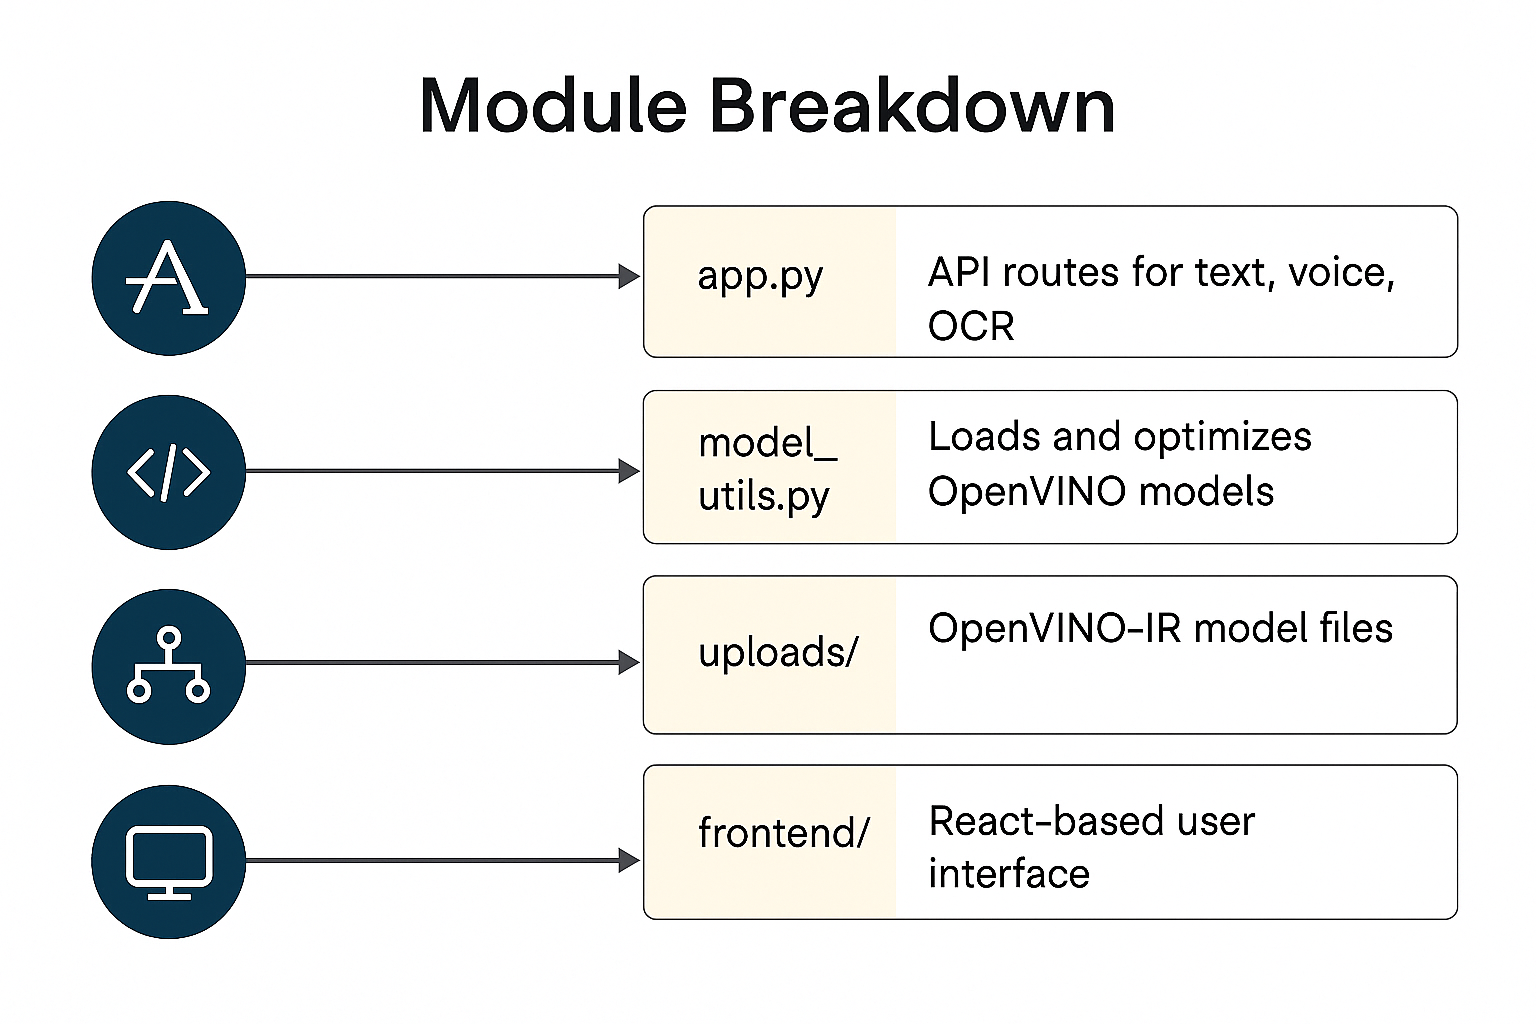 Module Breakdown
app.py
API routes for text, voice,
OCR
model_
utils.py
Loads and optimizes
OpenVINO models
uploads/
OpenVINO-IR model files
frontend/
React-based user
interface